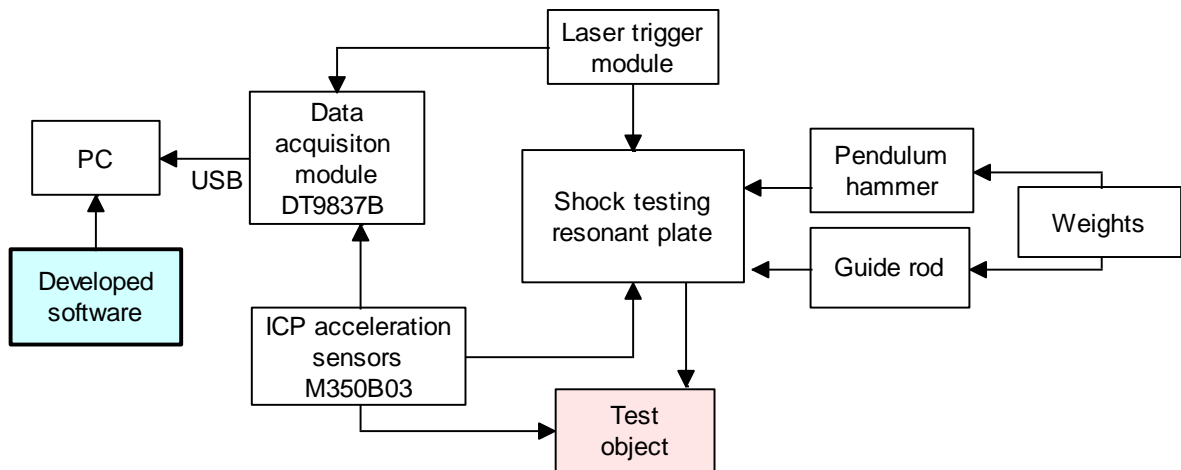 Laser trigger
module
Data
acquisiton
module
DT9837B
PC
USB
Developed
software
ICP acceleration
sensors
M350B03
Shock testing
resonant plate
Pendulum
hammer
Guide rod
Weights
Test
object